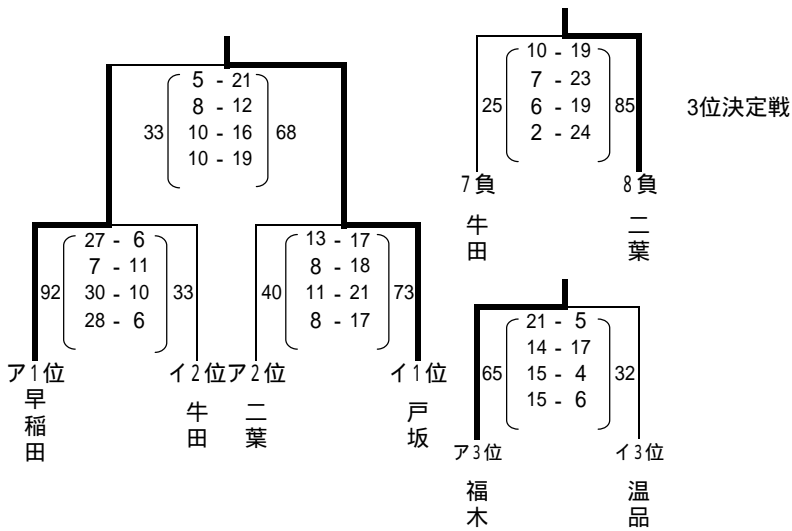 5 - 21
8 - 12
33 10 - 16 68
10 - 19
27 - 6
7 - 11
92 30 - 10 33
28 - 6
13 - 17
8 - 18
40 11 - 21 73
8 - 17
ア1位 イ2位 ア2位 イ1位
早稲田 牛田 二葉 戸坂
10 - 19
7 - 23
25 6 - 19 85
2 - 24
3位決定戦
7負 8負
牛田 二葉
21 - 5
14 - 17
65 15 - 4 32
15 - 6
ア3位 イ3位
福木 温品